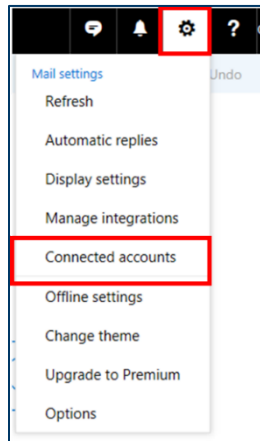 ?
Mail settings
Undo
Refresh
Automatic replies
Display settings
Manage integrations
Connected accounts
Offline settings
Change theme
Upgrade to Premium
Options